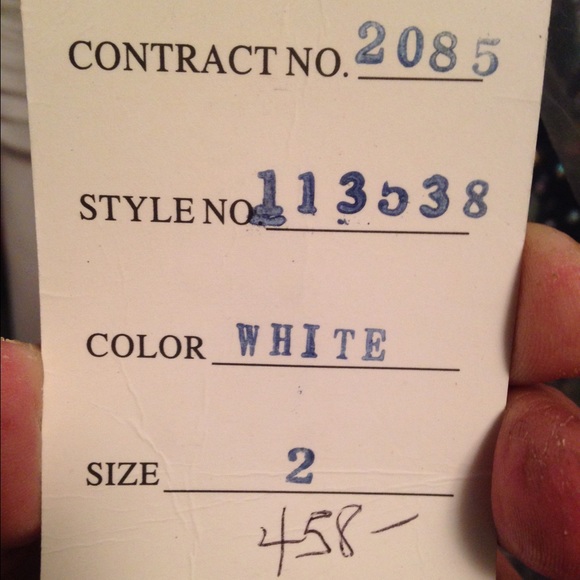 CONTRACT NO. 2085
STYLE NO. 113538
COLOR WHITE
SIZE 2
458-